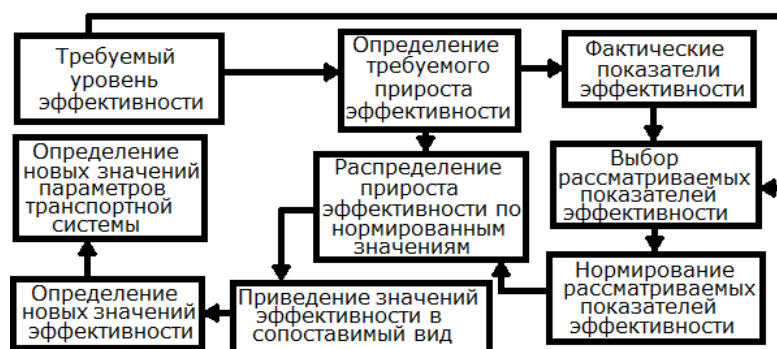 Требуемый
уровень
эффективности
Определение
требуемого
прироста
эффективности
Фактические
показатели
эффективности
Определение
новых значений
параметров
транспортной
системы
Распределение
прироста
эффективности по
нормированным
значениям
Выбор
рассматриваемых
показателей
эффективности
Определение
новых значений
эффективности
Приведение значений
эффективности в
сопоставимый вид
Нормирование
рассматриваемых
показателей
эффективности